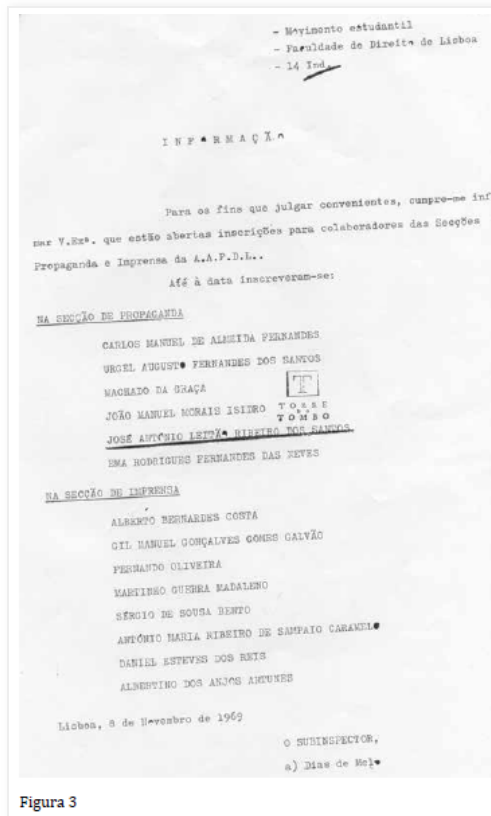 - Movimento estudantil
- Faculdade de Direito de Lisboa
- 14 Ind.
INFORMAÇÃO
Para os fins que julgar convenientes, cumpre-me inf
mar V.Exª. que estão abertas inscrições para colaboradores das Secções
Propaganda e Imprensa da A.A.F.D.L..
Até à data inscreveram-se:
NA SECÇÃO DE PROPAGANDA
CARLOS MANUEL DE ALMEIDA FERNANDES
URGEL AUGUSTO FERNANDES DOS SANTOS
MACHADO DA GRAÇA
JOÃO MANUEL MORAIS ISIDRO
T
TORRE
DO
TOMBO
JOSÉ ANTÓNIO LEITÃO RIBEIRO DOS SANTOS
EMA RODRIGUES FERNANDES DAS NEVES
NA SECÇÃO DE IMPRENSA
ALBERTO BERNARDES COSTA
GIL MANUEL GONÇALVES GOMES GALVÃO
FERNANDO OLIVEIRA
MARTINHO GUERRA MADALENO
SÉRGIO DE SOUSA BENTO
ANTÓNIO MARIA RIBEIRO DE SAMPAIO CARAMELO
DANIEL ESTEVES DOS REIS
ALBERTINO DOS ANJOS ANTUNES
Lisboa, 8 de Novembro de 1969
O SUBINSPECTOR,
a) Dias de Melo
Figura 3